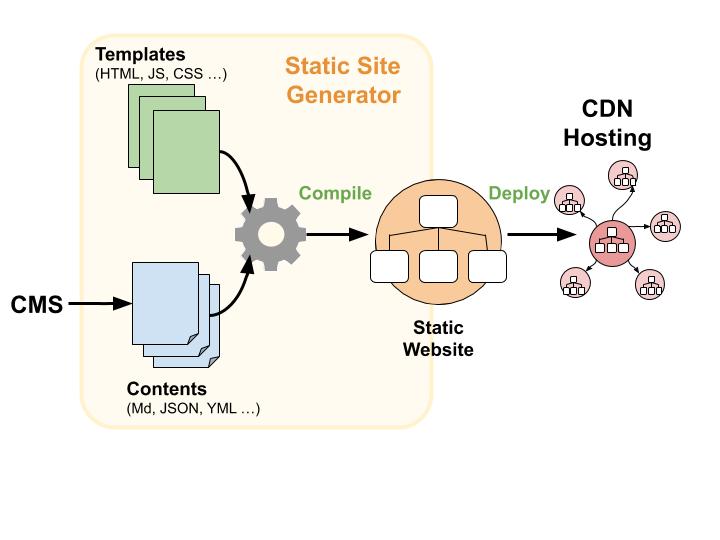 Templates
(HTML, JS, CSS …)
Static Site
Generator
CDN
Hosting
Compile
Deploy
CMS
Static
Website
Contents
(Md, JSON, YML …)